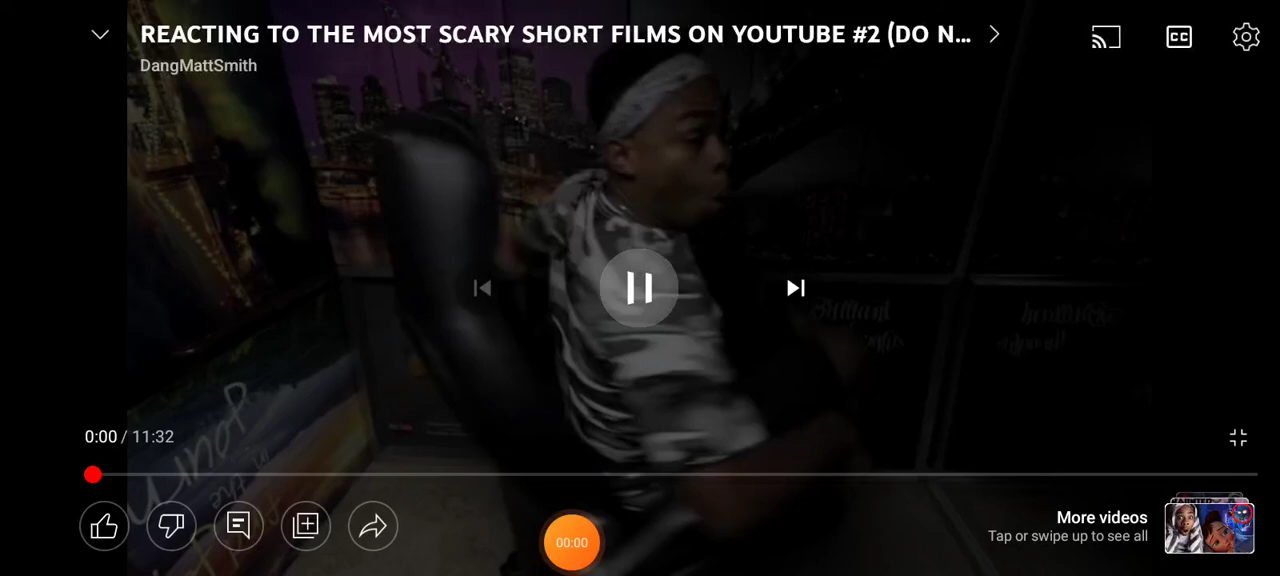 REACTING TO THE MOST SCARY SHORT FILMS ON YOUTUBE #2 (DO N...
DangMattSmith
CC
0:00 / 11:32
More videos
Tap or swipe up to see all
00:00